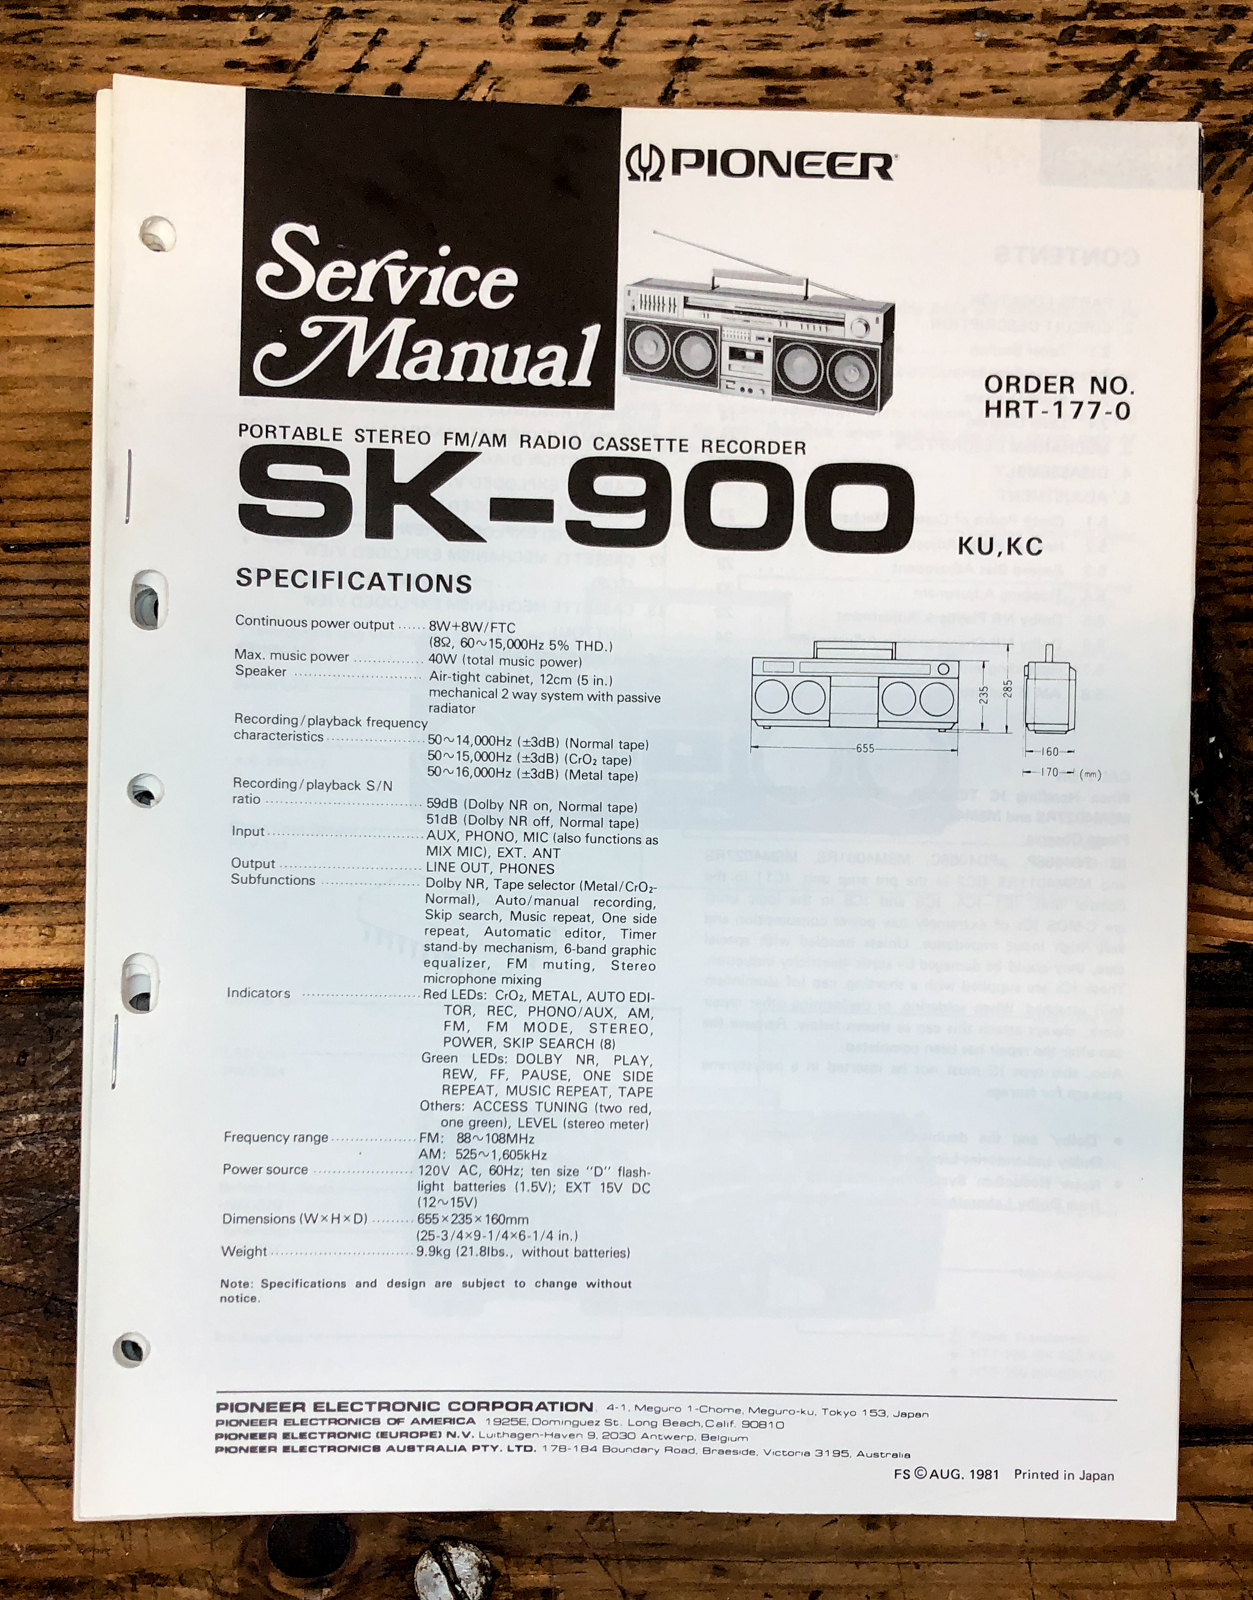 Service
Manual
PIONEER
ORDER NO.
HRT-177-0
PORTABLE STEREO FM/AM RADIO CASSETTE RECORDER
SK-900
KU,KC
SPECIFICATIONS
Continuous power output ...... 8W+8W/FTC
(8Ω, 60~15,000Hz 5% THD.)
Max. music power .............. 40W (total music power)
Speaker .......................... Air-tight cabinet, 12cm (5 in.)
mechanical 2 way system with passive
radiator
Recording/playback frequency
characteristics .................... 50~14,000Hz (±3dB) (Normal tape)
50~15,000Hz (±3dB) (CrO₂ tape)
50~16,000Hz (±3dB) (Metal tape)
Recording/playback S/N
ratio ................................ 59dB (Dolby NR on, Normal tape)
51dB (Dolby NR off, Normal tape)
Input ................................ AUX, PHONO, MIC (also functions as
MIX MIC), EXT. ANT
Output ............................. LINE OUT, PHONES
Subfunctions .................... Dolby NR, Tape selector (Metal/CrO₂-
Normal), Auto/manual recording,
Skip search, Music repeat, One side
repeat, Automatic editor, Timer
stand-by mechanism, 6-band graphic
equalizer, FM muting, Stereo
microphone mixing
Indicators ........................ Red LEDs: CrO₂, METAL, AUTO EDI-
TOR, REC, PHONO/AUX, AM,
FM, FM MODE, STEREO,
POWER, SKIP SEARCH (8)
Green LEDs: DOLBY NR, PLAY,
REW, FF, PAUSE, ONE SIDE
REPEAT, MUSIC REPEAT, TAPE
Others: ACCESS TUNING (two red,
one green), LEVEL (stereo meter)
Frequency range ................. FM: 88~108MHz
AM: 525~1,605kHz
Power source .................... 120V AC, 60Hz; ten size "D" flash-
light batteries (1.5V); EXT 15V DC
(12~15V)
Dimensions (W×H×D) ......... 655×235×160mm
(25-3/4×9-1/4×6-1/4 in.)
Weight ............................. 9.9kg (21.8lbs., without batteries)
Note: Specifications and design are subject to change without
notice.
235
285
655
160
170 (mm)
PIONEER ELECTRONIC CORPORATION 4-1, Meguro 1-Chome, Meguro-ku, Tokyo 153, Japan
PIONEER ELECTRONICS OF AMERICA 1925E, Dominguez St. Long Beach, Calif. 90810
PIONEER ELECTRONIC (EUROPE) N.V. Luithagen-Haven 9, 2030 Antwerp, Belgium
PIONEER ELECTRONICS AUSTRALIA PTY. LTD. 178-184 Boundary Road, Braeside, Victoria 3195, Australia
FS © AUG. 1981 Printed in Japan